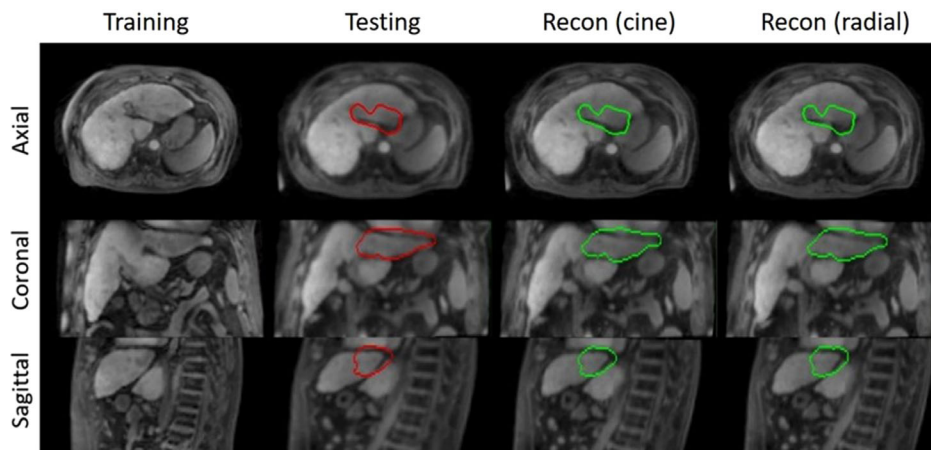 Training Testing Recon (cine) Recon (radial)
Axial
Coronal
Sagittal